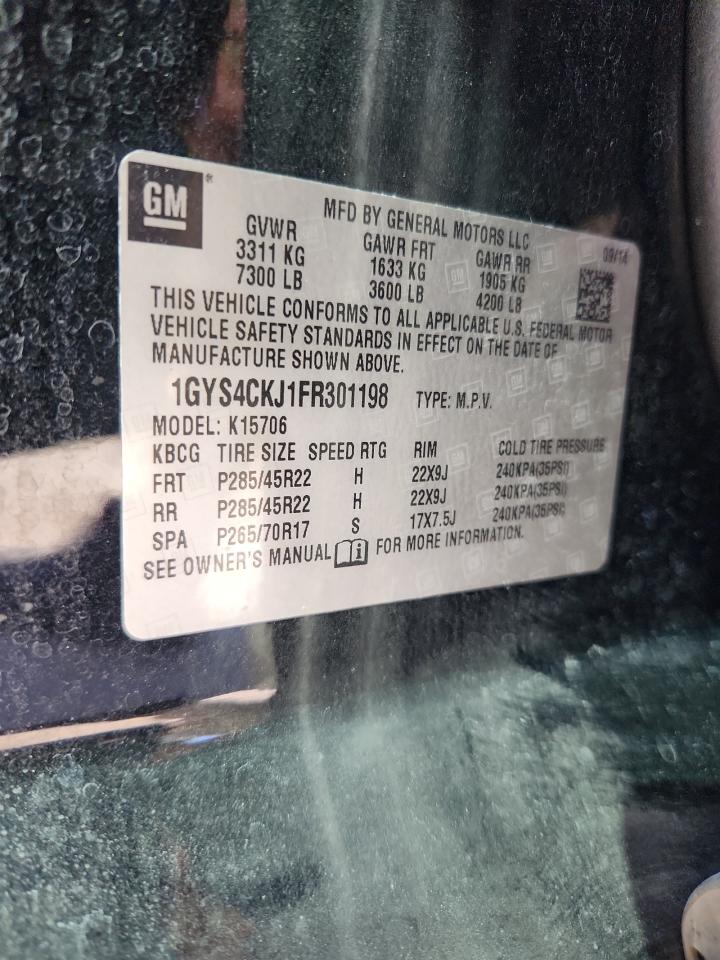 GM
MFD BY GENERAL MOTORS LLC
09/14
GVWR GAWR FRT GAWR RR
3311 KG 1633 KG 1905 KG
7300 LB 3600 LB 4200 LB
THIS VEHICLE CONFORMS TO ALL APPLICABLE U.S. FEDERAL MOTOR
VEHICLE SAFETY STANDARDS IN EFFECT ON THE DATE OF
MANUFACTURE SHOWN ABOVE.
1GYS4CKJ1FR301198 TYPE: M.P.V.
MODEL: K15706
KBCG TIRE SIZE SPEED RTG RIM COLD TIRE PRESSURE
FRT P285/45R22 H 22X9J 240KPA(35PSI)
RR P285/45R22 H 22X9J 240KPA(35PSI)
SPA P265/70R17 S 17X7.5J 240KPA(35PSI)
SEE OWNER'S MANUAL FOR MORE INFORMATION.